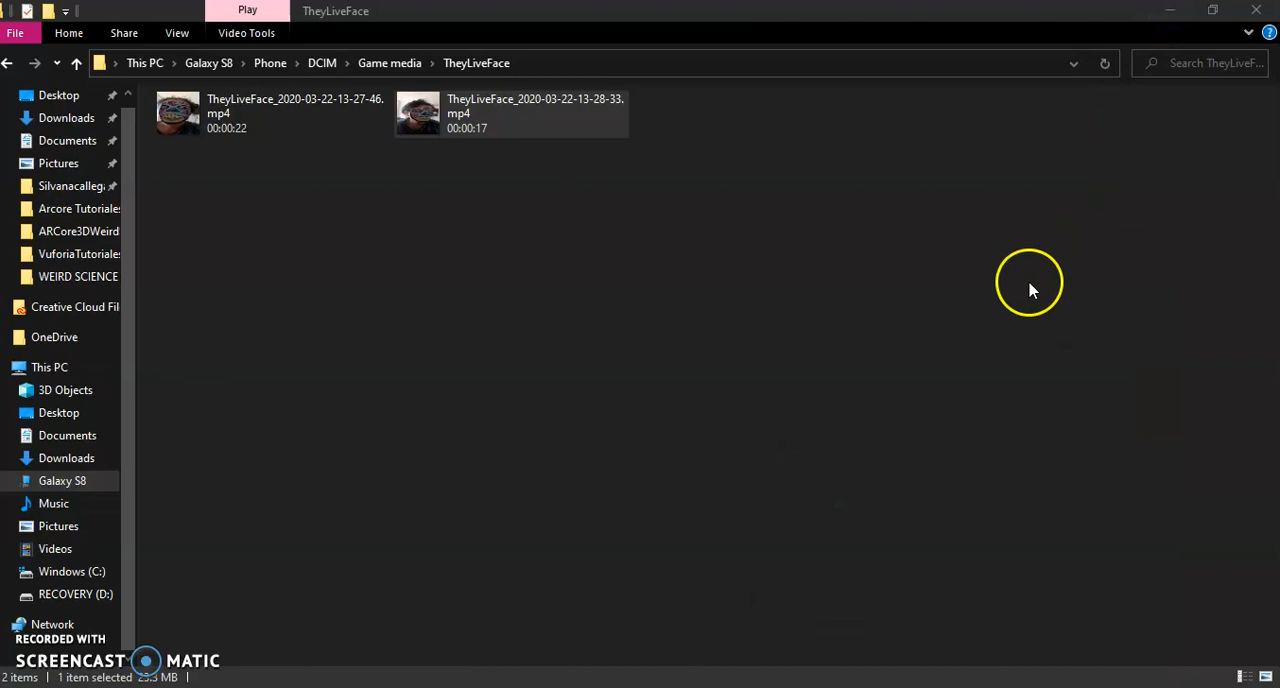 Play
TheyLiveFace
File
Home
Share
View
Video Tools
This PC
Galaxy S8
Phone
DCIM
Game media
TheyLiveFace
Search TheyLiveF...
Desktop
Downloads
Documents
Pictures
Silvanacallega
Arcore Tutoriales
ARCore3DWeird
VuforiaTutoriales
WEIRD SCIENCE
Creative Cloud Fil
OneDrive
This PC
3D Objects
Desktop
Documents
Downloads
Galaxy S8
Music
Pictures
Videos
Windows (C:)
RECOVERY (D:)
Network
TheyLiveFace_2020-03-22-13-27-46.
mp4
00:00:22
TheyLiveFace_2020-03-22-13-28-33.
mp4
00:00:17
RECORDED WITH
SCREENCAST MATIC
2 items
1 item selected
MB